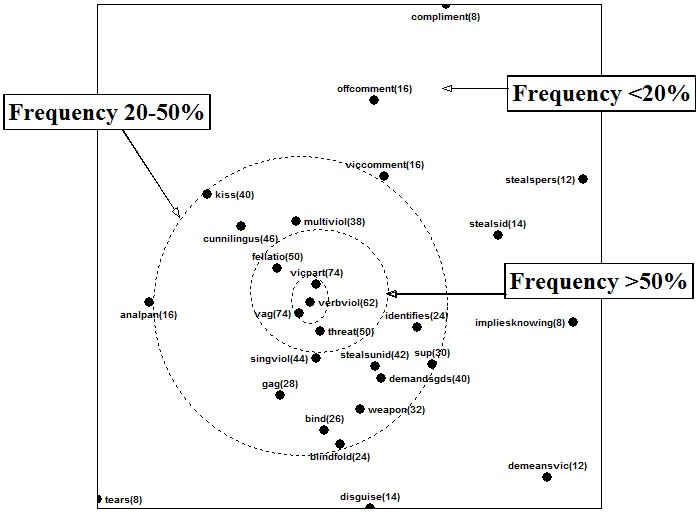 compliment(8)
offcomment(16)
Frequency <20%
Frequency 20-50%
viccomment(16)
stealspers(12)
kiss(40)
multiviol(38)
stealsid(14)
cunnilingus(46)
fellatio(50)
vicpart(74)
Frequency >50%
verbviol(62)
vag(74)
analpan(16)
identifies(24)
impliesknowing(8)
threat(50)
singviol(44)
stealsunid(42)
sup(30)
demandsgds(40)
gag(28)
weapon(32)
bind(26)
blindfold(24)
demeansvic(12)
tears(8)
disguise(14)